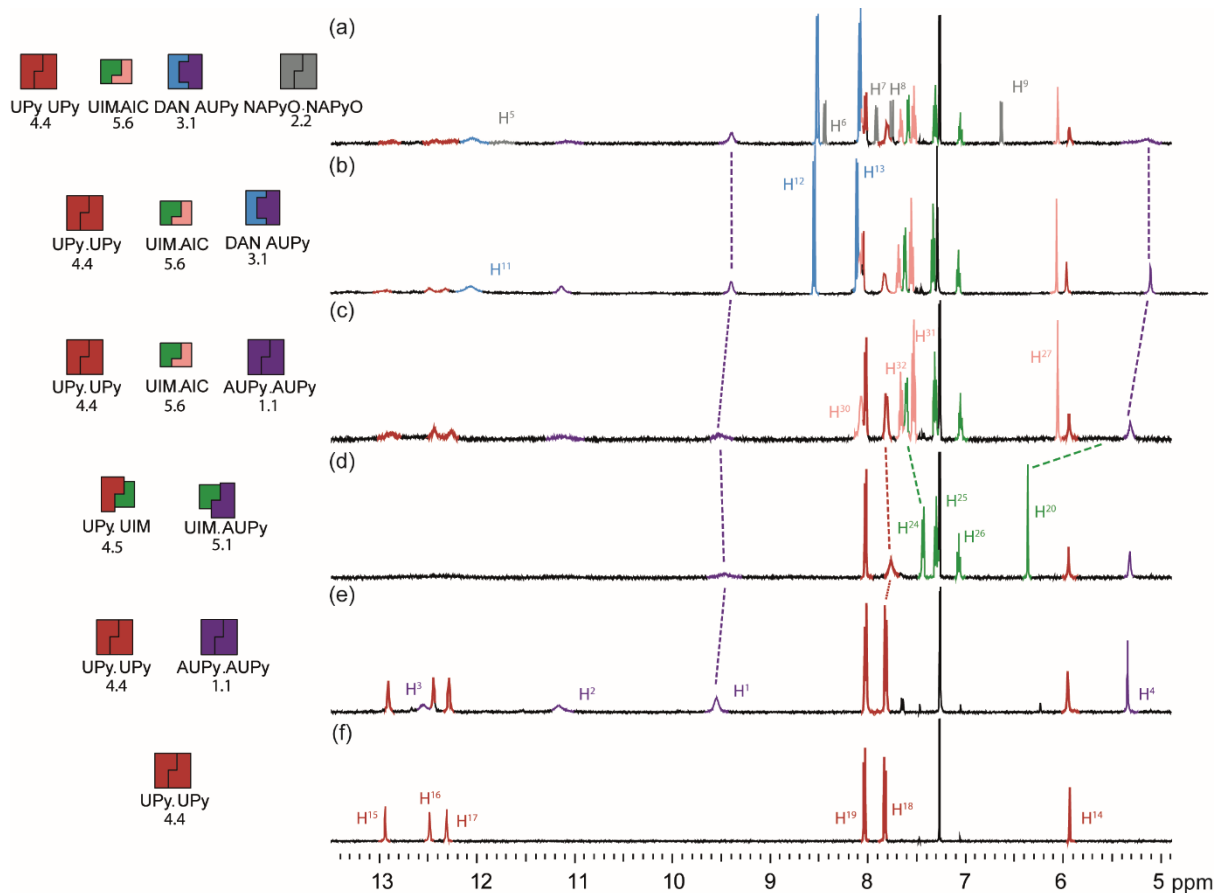 (a)
UPy UPy UIM.AIC DAN AUPy NAPyO.NAPyO
4.4 5.6 3.1 2.2
H⁵ H⁶ H⁷ H⁸ H⁹
(b)
UPy.UPy UIM.AIC DAN AUPy
4.4 5.6 3.1
H¹¹ H¹² H¹³
(c)
UPy.UPy UIM.AIC AUPy.AUPy
4.4 5.6 1.1
H³⁰ H³² H³¹ H²⁷
(d)
UPy. UIM UIM.AUPy
4.5 5.1
H²⁴ H²⁵ H²⁶ H²⁰
(e)
UPy.UPy AUPy.AUPy
4.4 1.1
H³ H² H¹ H⁴
(f)
UPy.UPy
4.4
H¹⁵ H¹⁶ H¹⁷ H¹⁹ H¹⁸ H¹⁴
13 12 11 10 9 8 7 6 5 ppm